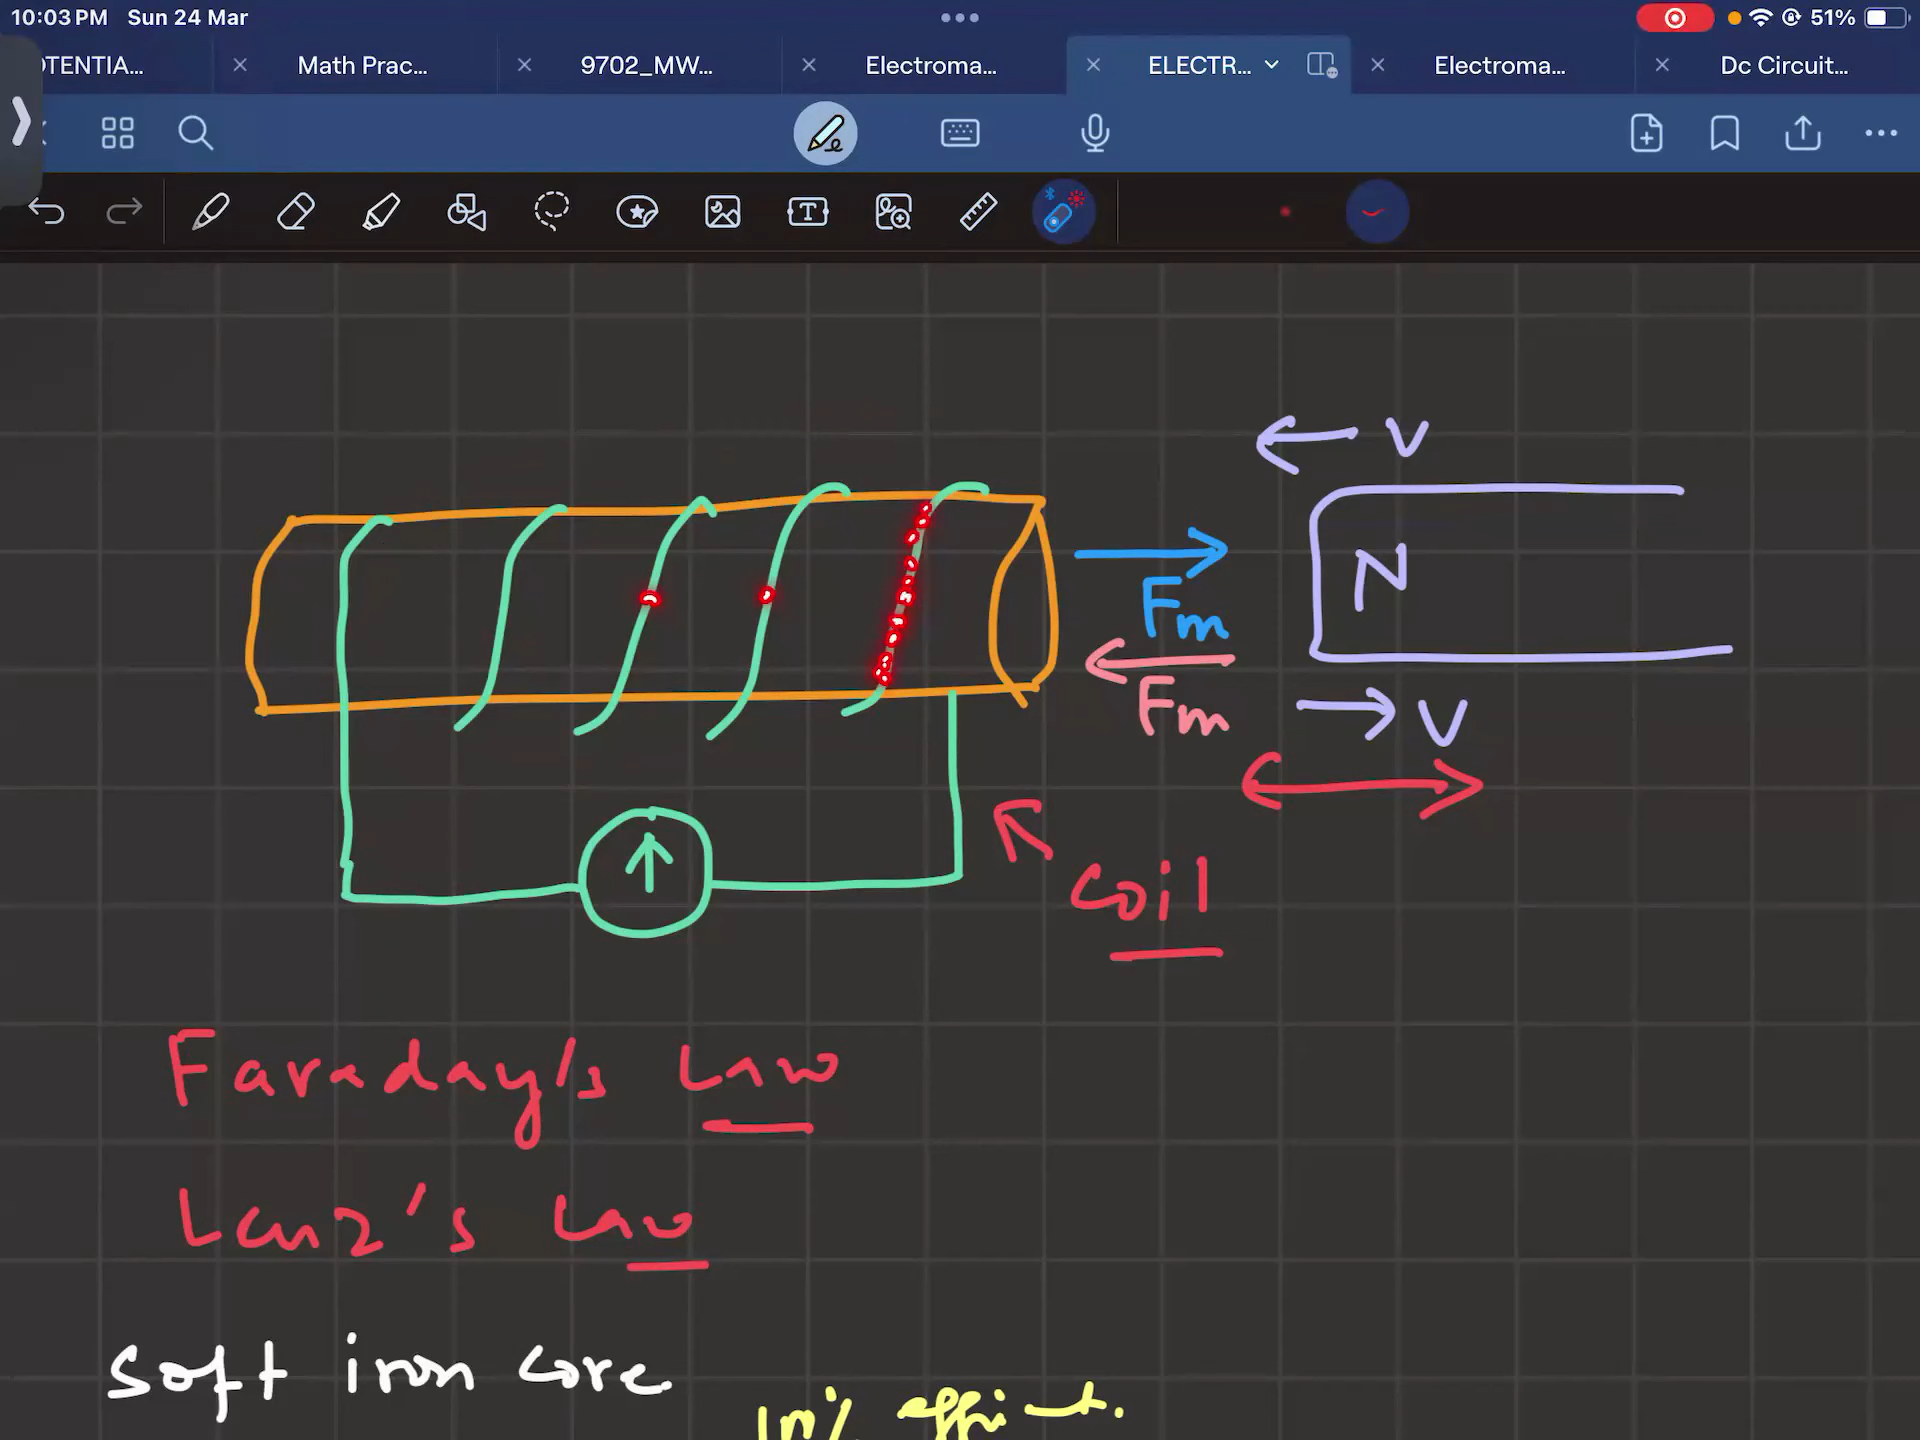 10:03 PM Sun 24 Mar
51%
OTENTIA...
Math Prac...
9702_MW...
Electroma...
ELECTR...
Electroma...
Dc Circuit...
V
N
Fm
Fm
V
Coil
Faraday's Law
Lenz's Law
Soft iron core